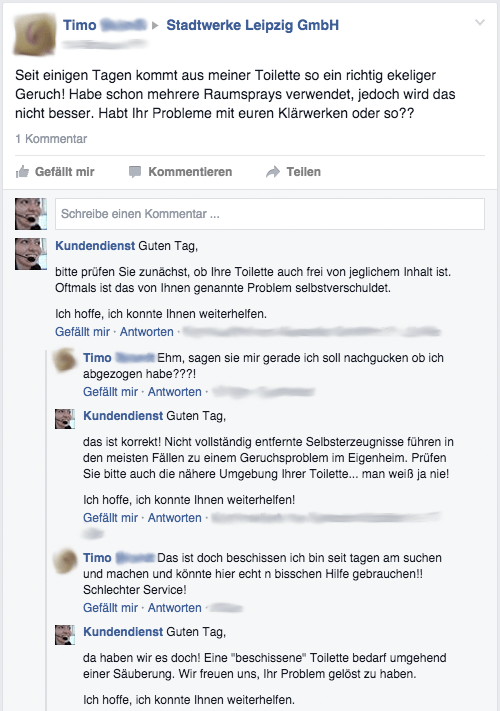 Timo ▸ Stadtwerke Leipzig GmbH
Seit einigen Tagen kommt aus meiner Toilette so ein richtig ekeliger
Geruch! Habe schon mehrere Raumsprays verwendet, jedoch wird das
nicht besser. Habt Ihr Probleme mit euren Klärwerken oder so??
1 Kommentar
Gefällt mir Kommentieren Teilen
Schreibe einen Kommentar ...
Kundendienst Guten Tag,
bitte prüfen Sie zunächst, ob Ihre Toilette auch frei von jeglichem Inhalt ist.
Oftmals ist das von Ihnen genannte Problem selbstverschuldet.
Ich hoffe, ich konnte Ihnen weiterhelfen.
Gefällt mir · Antworten ·
Timo Ehm, sagen sie mir gerade ich soll nachgucken ob ich
abgezogen habe???!
Gefällt mir · Antworten ·
Kundendienst Guten Tag,
das ist korrekt! Nicht vollständig entfernte Selbsterzeugnisse führen in
den meisten Fällen zu einem Geruchsproblem im Eigenheim. Prüfen
Sie bitte auch die nähere Umgebung Ihrer Toilette... man weiß ja nie!
Ich hoffe, ich konnte Ihnen weiterhelfen!
Gefällt mir · Antworten ·
Timo Das ist doch beschissen ich bin seit tagen am suchen
und machen und könnte hier echt n bisschen Hilfe gebrauchen!!
Schlechter Service!
Gefällt mir · Antworten ·
Kundendienst Guten Tag,
da haben wir es doch! Eine "beschissene" Toilette bedarf umgehend
einer Säuberung. Wir freuen uns, Ihr Problem gelöst zu haben.
Ich hoffe, ich konnte Ihnen weiterhelfen.